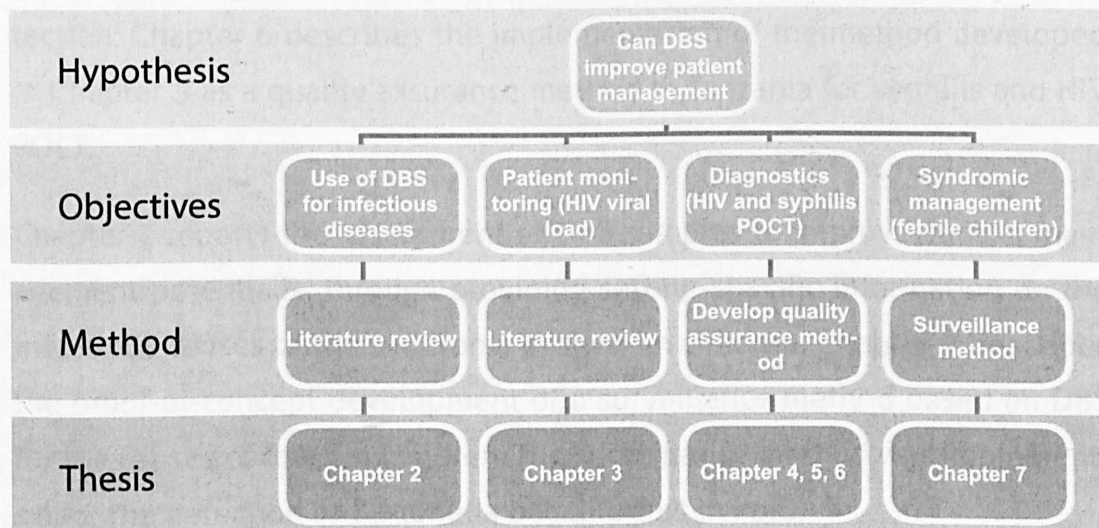 Hypothesis
Can DBS
improve patient
management
Objectives
Use of DBS
for infectious
diseases
Patient moni-
toring (HIV viral
load)
Diagnostics
(HIV and syphilis
POCT)
Syndromic
management
(febrile children)
Method
Literature review
Literature review
Develop quality
assurance meth-
od
Surveillance
method
Thesis
Chapter 2
Chapter 3
Chapter 4, 5, 6
Chapter 7